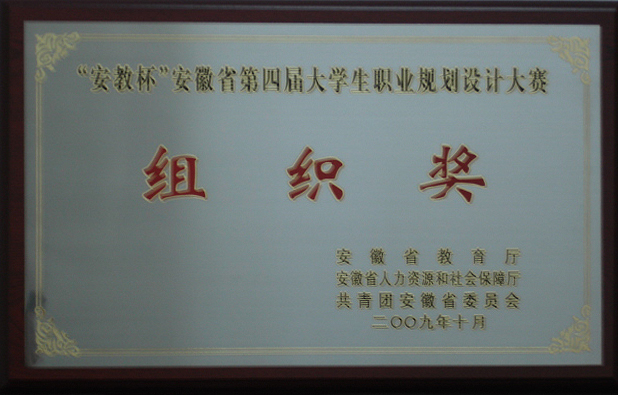 “安教杯”安徽省第四届大学生职业规划设计大赛
组织奖
安徽省教育厅
安徽省人力资源和社会保障厅
共青团安徽省委员会
二〇〇九年十月